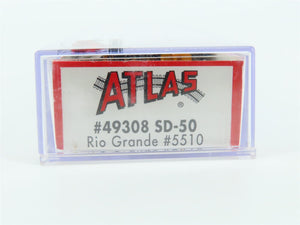 ATLAS®
#49308 SD-50
Rio Grande #5510